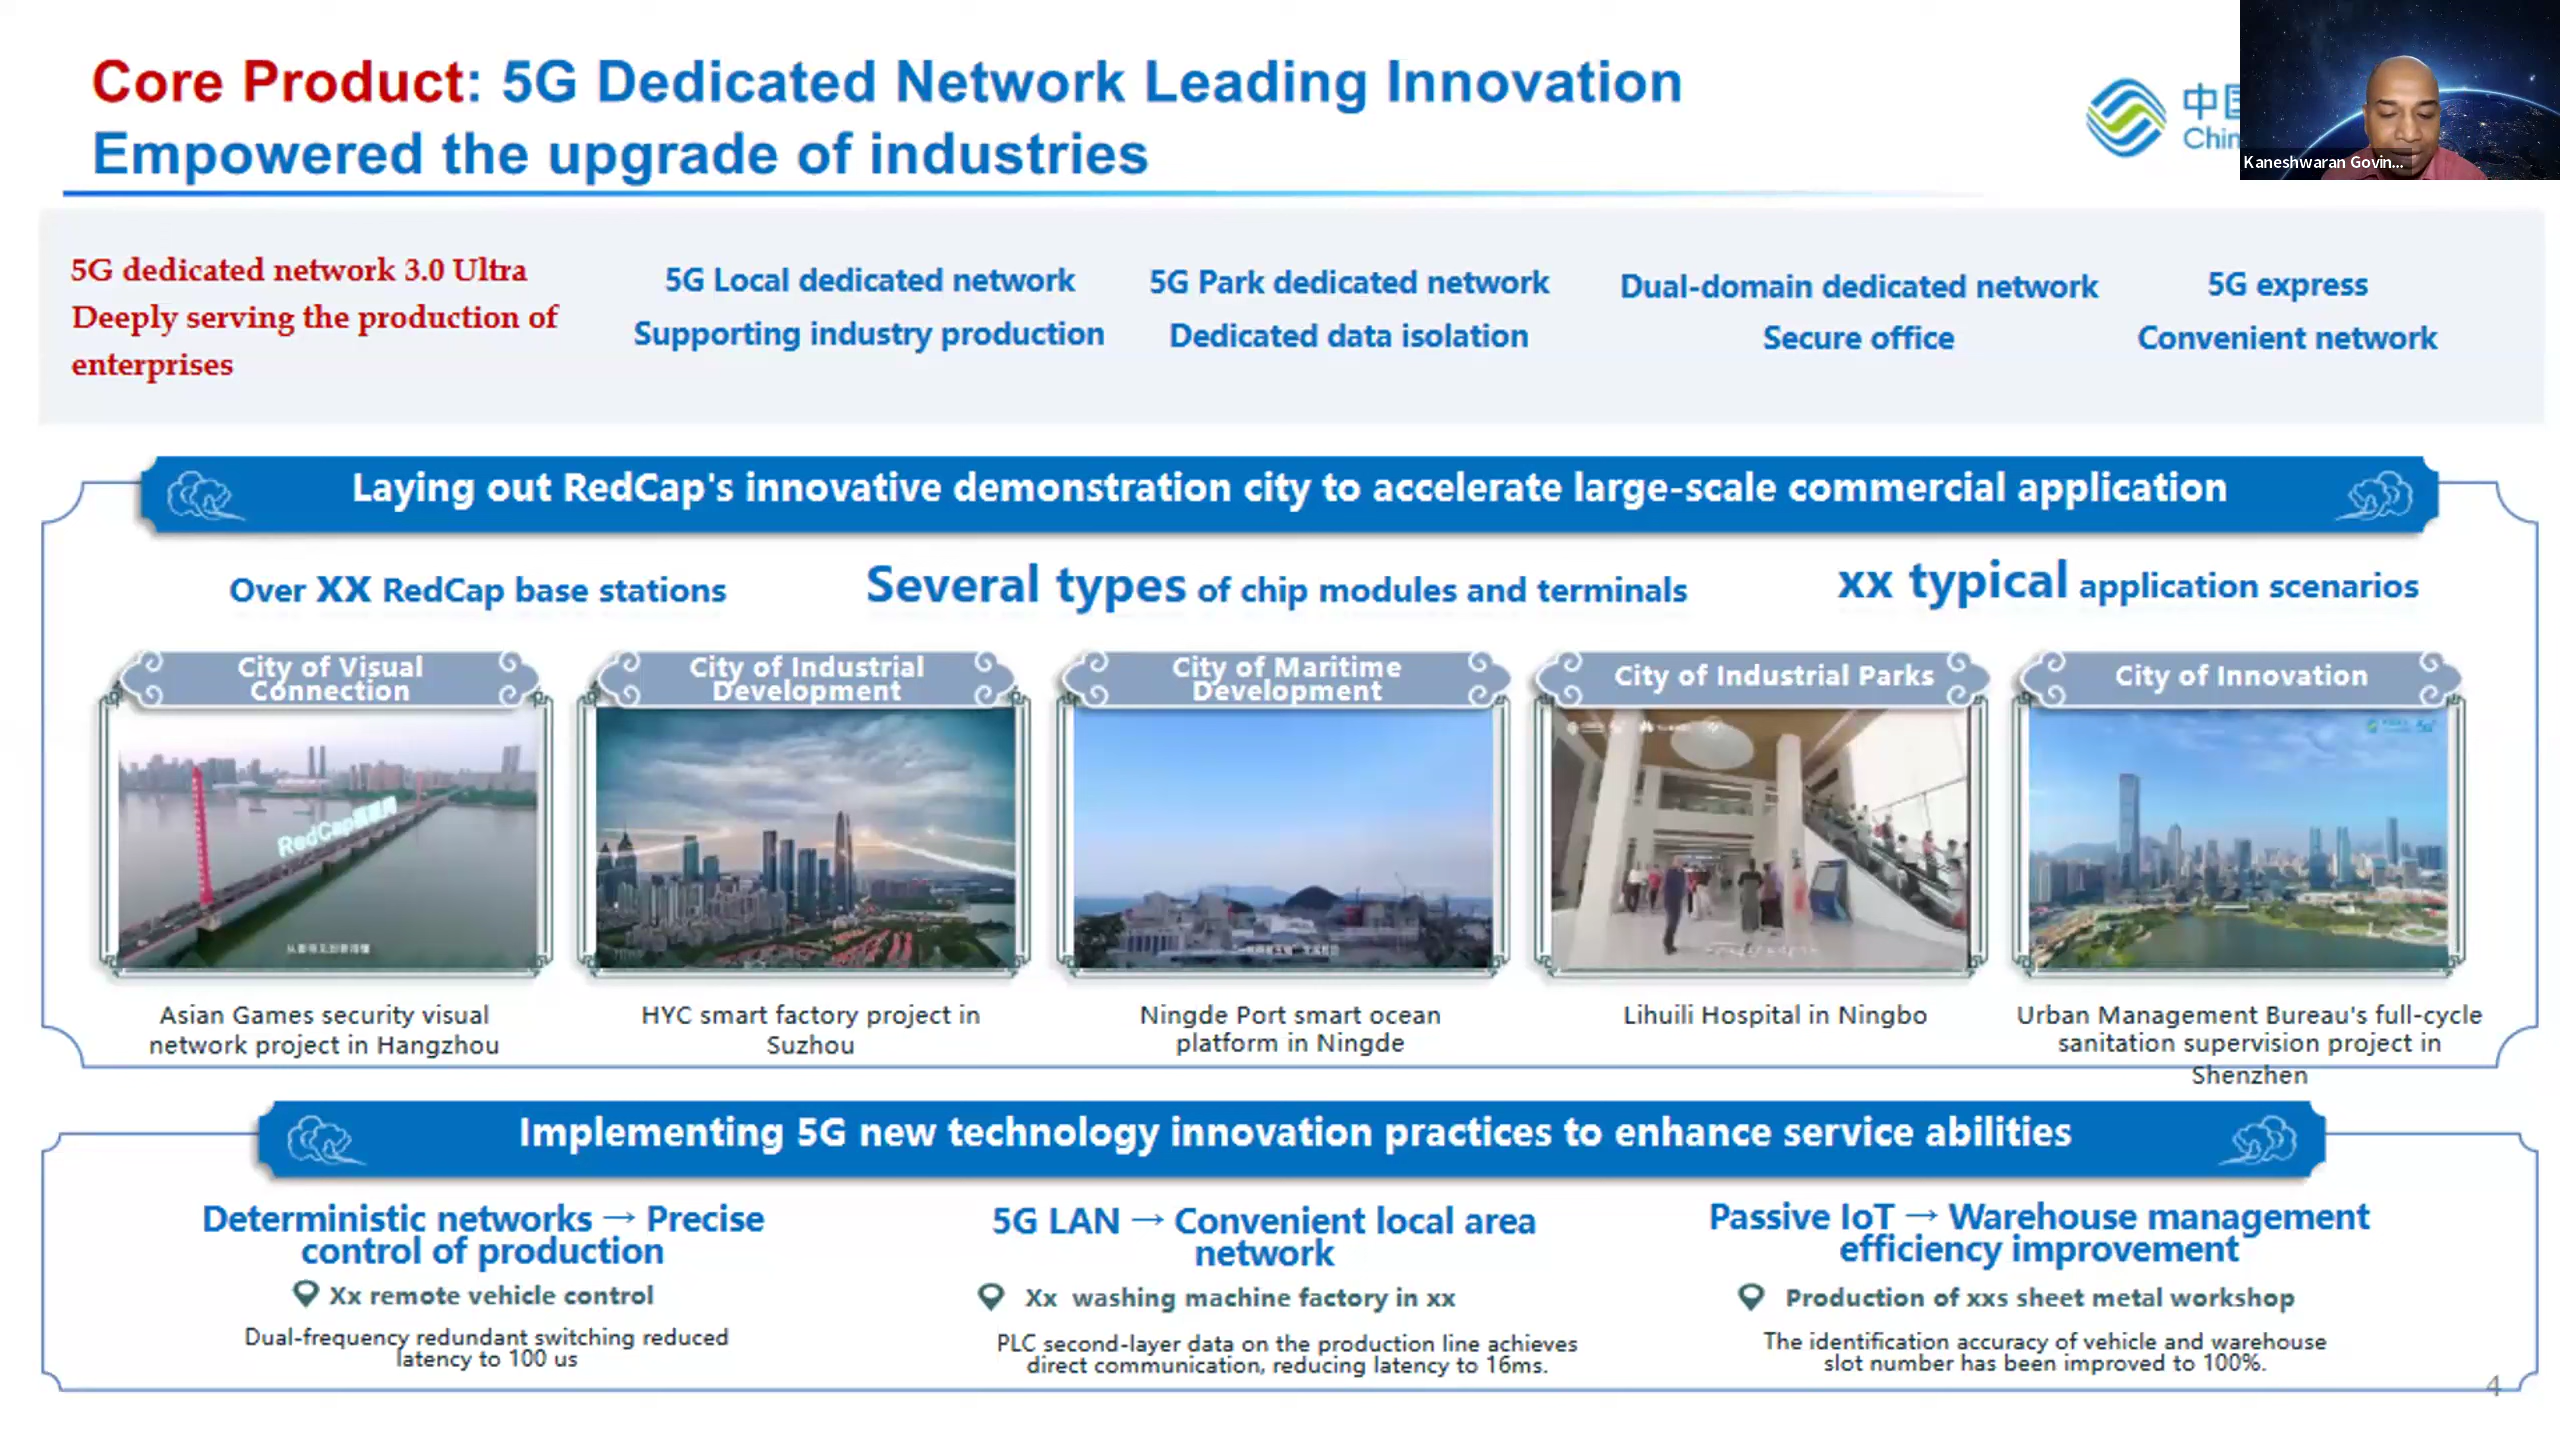 Core Product: 5G Dedicated Network Leading Innovation
Empowered the upgrade of industries
中
Chin
Kaneshwaran Govin...
5G dedicated network 3.0 Ultra
Deeply serving the production of
enterprises
5G Local dedicated network
Supporting industry production
5G Park dedicated network
Dedicated data isolation
Dual-domain dedicated network
Secure office
5G express
Convenient network
Laying out RedCap's innovative demonstration city to accelerate large-scale commercial application
Over XX RedCap base stations
Several types of chip modules and terminals
xx typical application scenarios
City of Visual
Connection
RedCap
Asian Games security visual
network project in Hangzhou
City of Industrial
Development
HYC smart factory project in
Suzhou
City of Maritime
Development
Ningde Port smart ocean
platform in Ningde
City of Industrial Parks
Lihuili Hospital in Ningbo
City of Innovation
Urban Management Bureau's full-cycle
sanitation supervision project in
Shenzhen
Implementing 5G new technology innovation practices to enhance service abilities
Deterministic networks → Precise
control of production
Xx remote vehicle control
Dual-frequency redundant switching reduced
latency to 100 us
5G LAN → Convenient local area
network
Xx washing machine factory in xx
PLC second-layer data on the production line achieves
direct communication, reducing latency to 16ms.
Passive IoT → Warehouse management
efficiency improvement
Production of xxs sheet metal workshop
The identification accuracy of vehicle and warehouse
slot number has been improved to 100%.
4